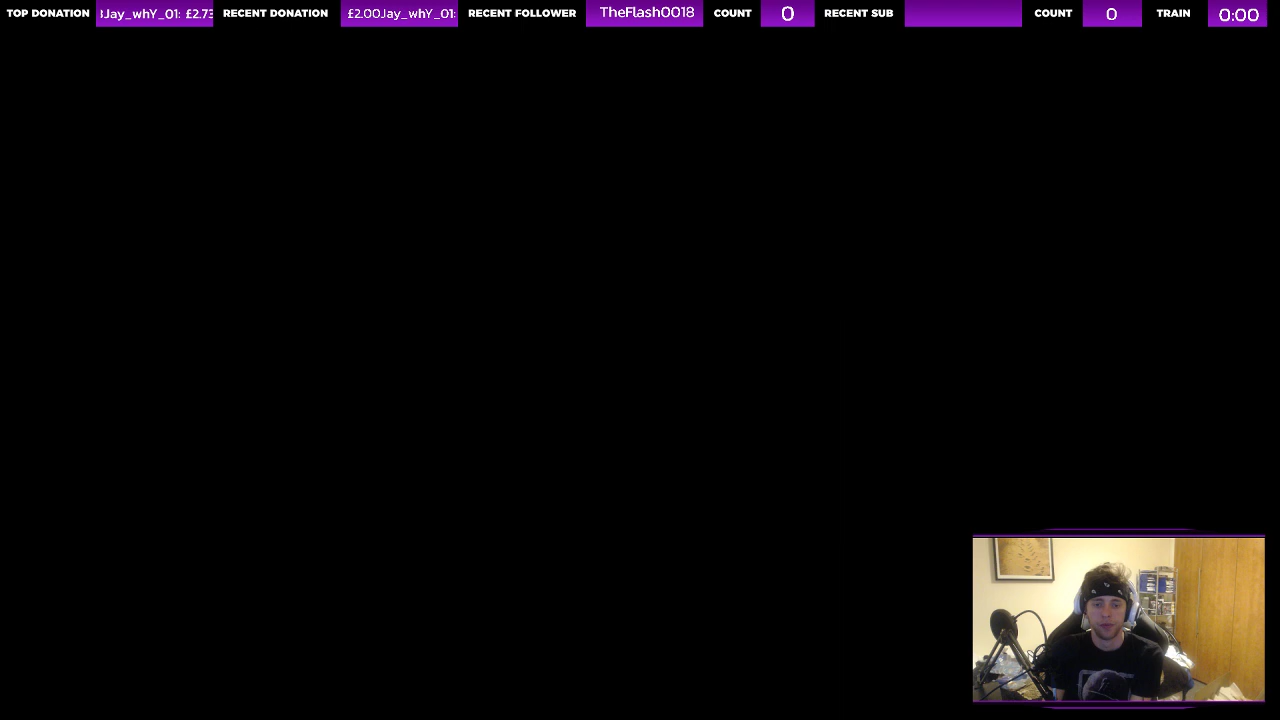 TOP DONATION Jay_whY_01: £2.73 RECENT DONATION £2.00Jay_whY_01: RECENT FOLLOWER TheFlash0018 COUNT 0 RECENT SUB COUNT 0 TRAIN 0:00